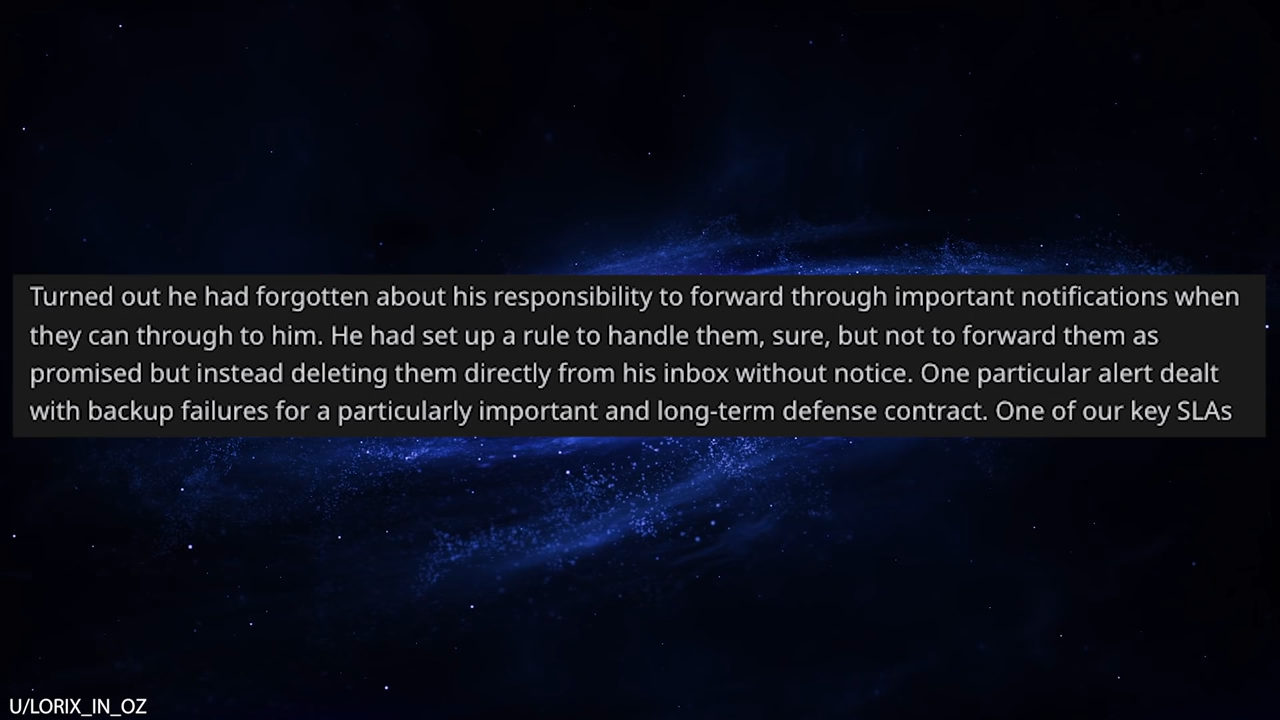 Turned out he had forgotten about his responsibility to forward through important notifications when
they can through to him. He had set up a rule to handle them, sure, but not to forward them as
promised but instead deleting them directly from his inbox without notice. One particular alert dealt
with backup failures for a particularly important and long-term defense contract. One of our key SLAs
U/LORIX_IN_OZ